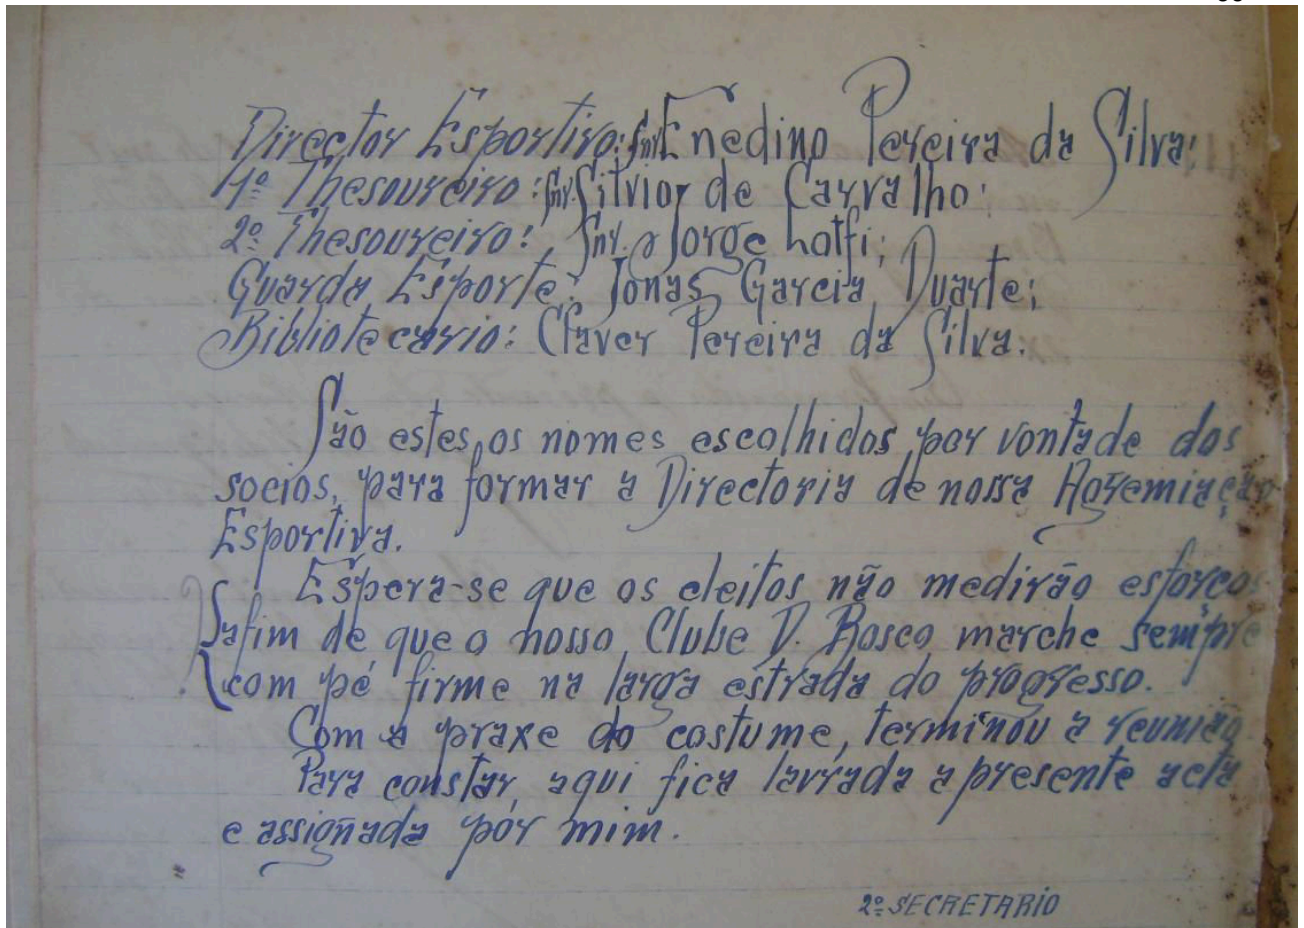 Director Esportivo: Snr. Enedino Pereira da Silva;
1º Thesoureiro: Snr. Silvio de Carvalho;
2º Thesoureiro: Snr. Jorge Lotfi;
Guarda Esporte: Jonas Garcia Duarte;
Bibliotecario: Claver Pereira da Silva.
São estes, os nomes escolhidos, por vontade dos
socios, para formar a Directoria de nossa Agremiação
Esportiva.
Espera-se que os eleitos não medirão esforços
afim de que o nosso Clube D. Bosco marche sempre
com pé firme na larga estrada do progresso.
Com a praxe do costume, terminou a reunião
Para constar, aqui fica lavrada a presente acta
e assignada por mim.
2º SECRETARIO